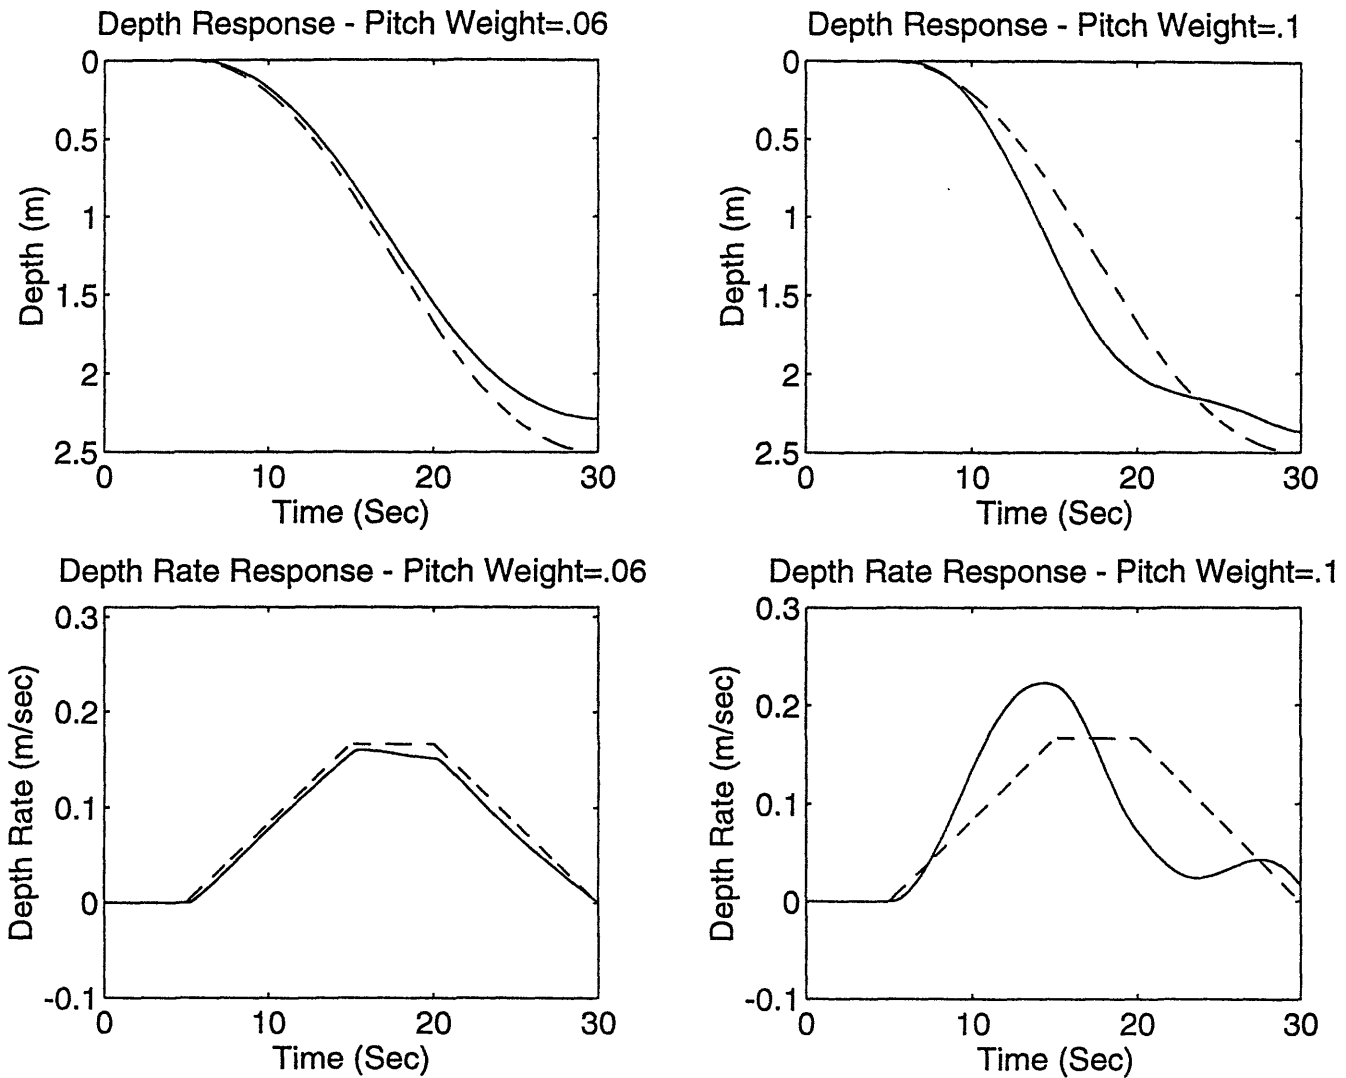 Depth Response - Pitch Weight=.06
0
0.5
1
1.5
2
2.5
Depth (m)
0 10 20 30
Time (Sec)
Depth Response - Pitch Weight=.1
0
0.5
1
1.5
2
2.5
Depth (m)
0 10 20 30
Time (Sec)
Depth Rate Response - Pitch Weight=.06
0.3
0.2
0.1
0
-0.1
Depth Rate (m/sec)
0 10 20 30
Time (Sec)
Depth Rate Response - Pitch Weight=.1
0.3
0.2
0.1
0
-0.1
Depth Rate (m/sec)
0 10 20 30
Time (Sec)